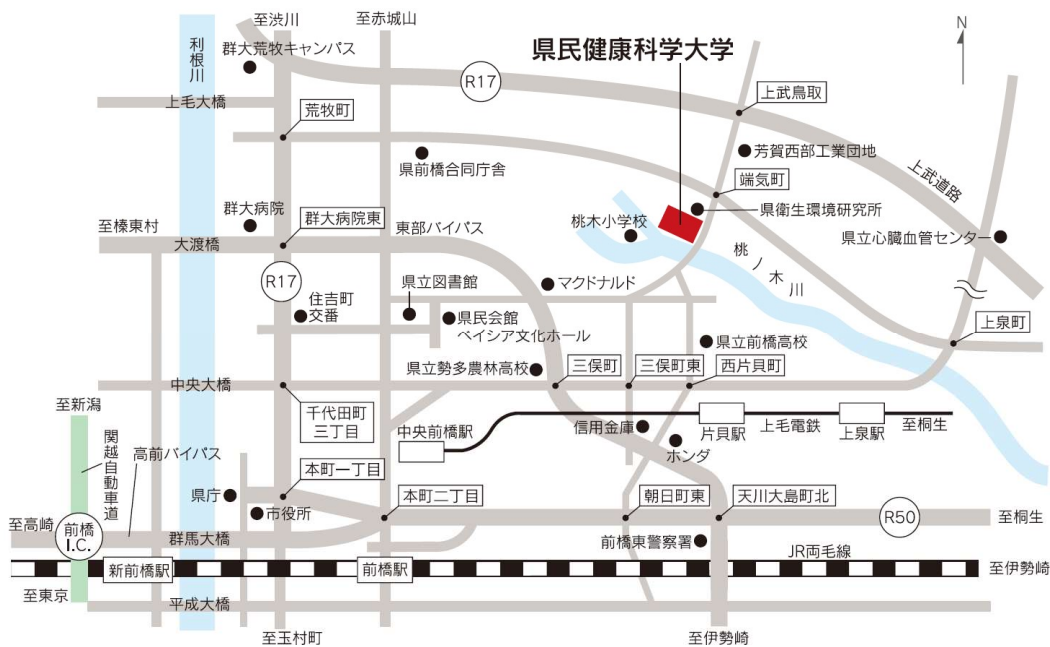 至渋川
至赤城山
N
利根川
群大荒牧キャンパス
県民健康科学大学
R17
上毛大橋
荒牧町
上武鳥取
県前橋合同庁舎
芳賀西部工業団地
上武道路
端気町
群大病院
群大病院東
県衛生環境研究所
至榛東村
大渡橋
東部バイパス
桃木小学校
県立心臓血管センター
桃ノ木川
R17
住吉町
交番
県立図書館
マクドナルド
県民会館
ベイシア文化ホール
上泉町
県立前橋高校
県立勢多農林高校
三俣町
三俣町東
西片貝町
中央大橋
至新潟
千代田町
三丁目
関越自動車道
高前バイパス
中央前橋駅
信用金庫
片貝駅
上毛電鉄
上泉駅
至桐生
ホンダ
本町一丁目
県庁
市役所
本町二丁目
朝日町東
天川大島町北
R50
至桐生
至高崎
前橋
I.C.
群馬大橋
前橋東警察署
JR両毛線
新前橋駅
前橋駅
至伊勢崎
至東京
平成大橋
至玉村町
至伊勢崎